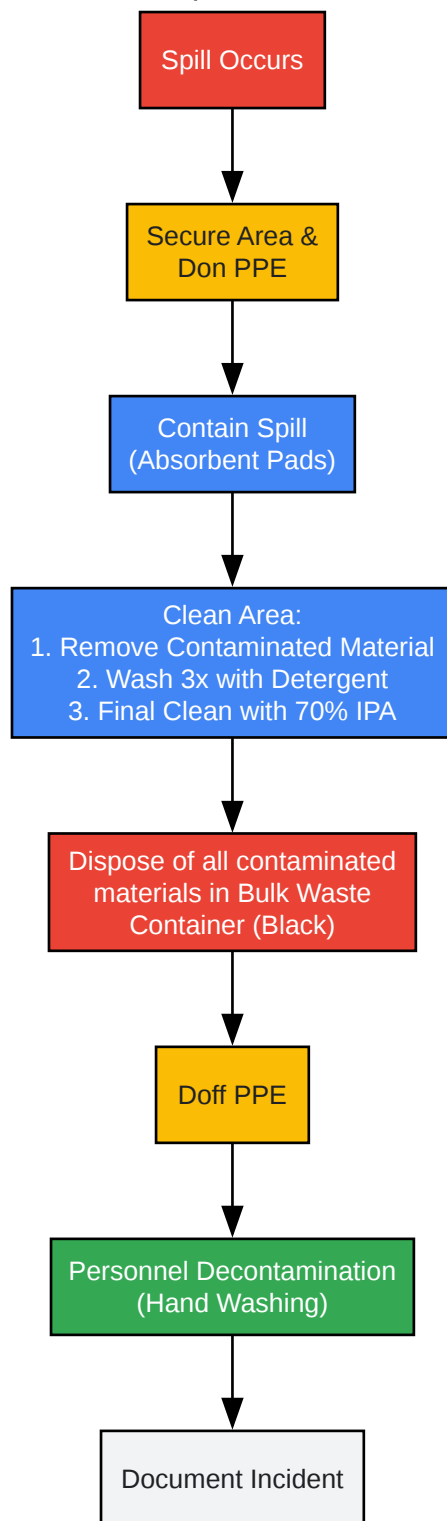 Spill Occurs
Secure Area &
Don PPE
Contain Spill
(Absorbent Pads)
Clean Area:
1. Remove Contaminated Material
2. Wash 3x with Detergent
3. Final Clean with 70% IPA
Dispose of all contaminated
materials in Bulk Waste
Container (Black)
Doff PPE
Personnel Decontamination
(Hand Washing)
Document Incident